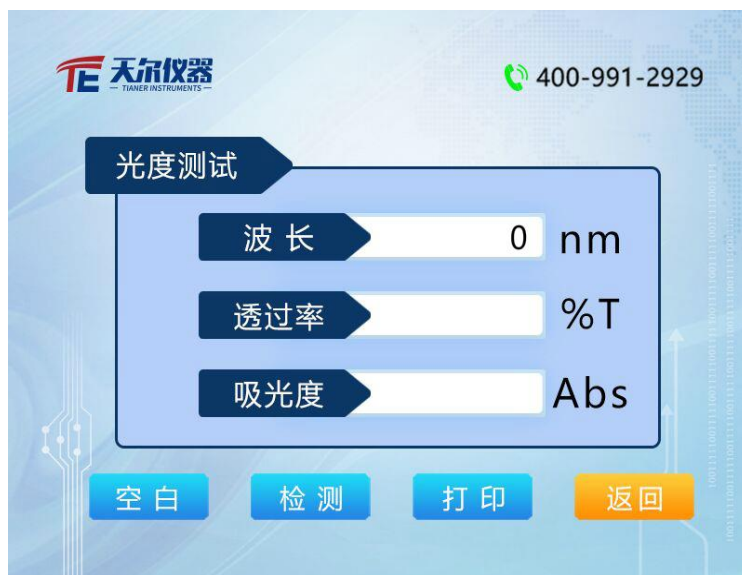 TE 天尔仪器
— TIANER INSTRUMENTS —
400-991-2929
光度测试
波长 0 nm
透过率 %T
吸光度 Abs
空白 检测 打印 返回